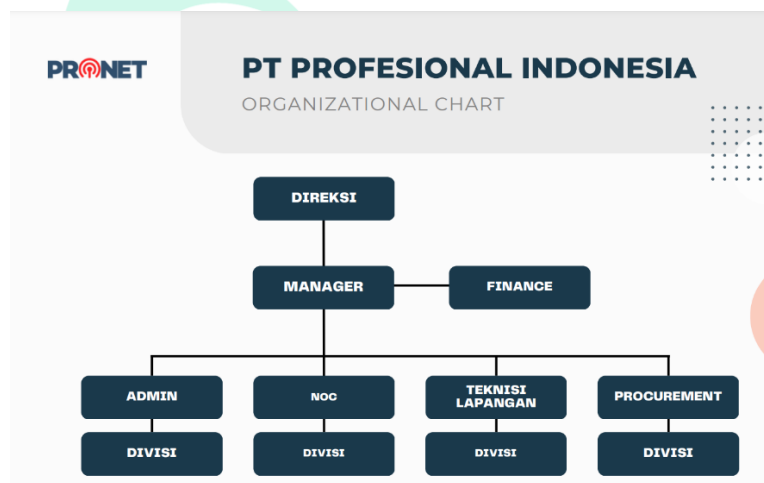 PRONET
PT PROFESIONAL INDONESIA
ORGANIZATIONAL CHART
DIREKSI
MANAGER
FINANCE
ADMIN
NOC
TEKNISI
LAPANGAN
PROCUREMENT
DIVISI
DIVISI
DIVISI
DIVISI